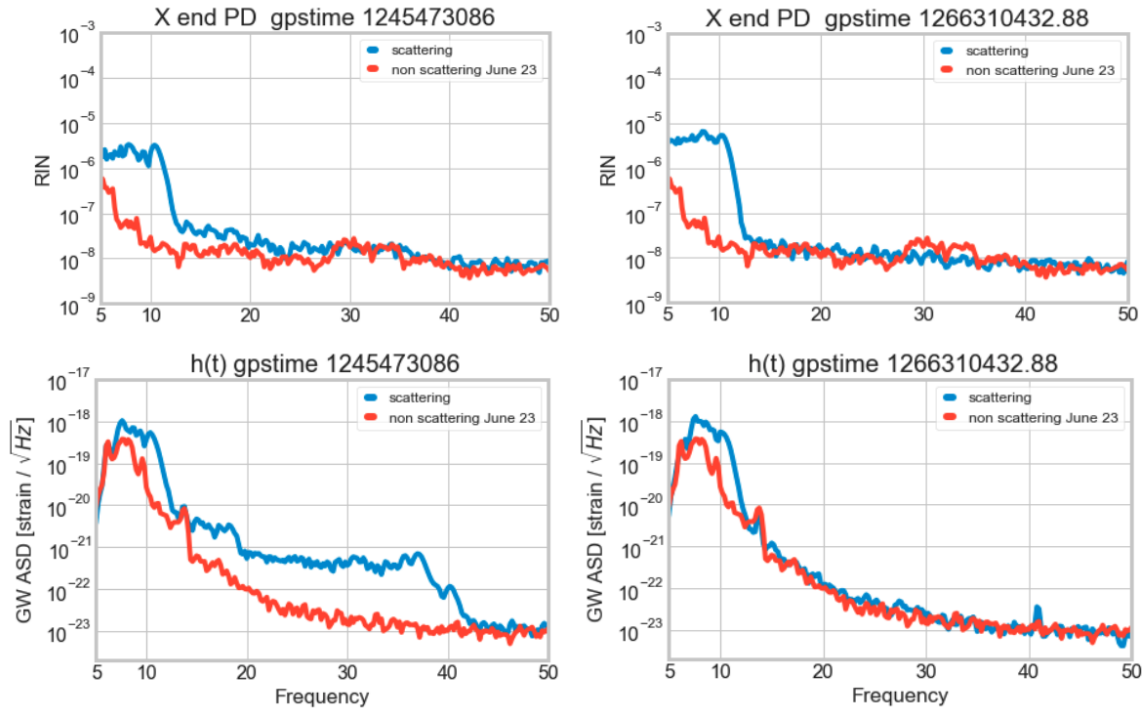 X end PD gpstime 1245473086
10⁻³
10⁻⁴
10⁻⁵
10⁻⁶
10⁻⁷
10⁻⁸
10⁻⁹
RIN
scattering
non scattering June 23
5 10 20 30 40 50
X end PD gpstime 1266310432.88
10⁻³
10⁻⁴
10⁻⁵
10⁻⁶
10⁻⁷
10⁻⁸
10⁻⁹
RIN
scattering
non scattering June 23
5 10 20 30 40 50
h(t) gpstime 1245473086
10⁻¹⁷
10⁻¹⁸
10⁻¹⁹
10⁻²⁰
10⁻²¹
10⁻²²
10⁻²³
GW ASD [strain / √Hz]
scattering
non scattering June 23
5 10 20 30 40 50
Frequency
h(t) gpstime 1266310432.88
10⁻¹⁷
10⁻¹⁸
10⁻¹⁹
10⁻²⁰
10⁻²¹
10⁻²²
10⁻²³
GW ASD [strain / √Hz]
scattering
non scattering June 23
5 10 20 30 40 50
Frequency